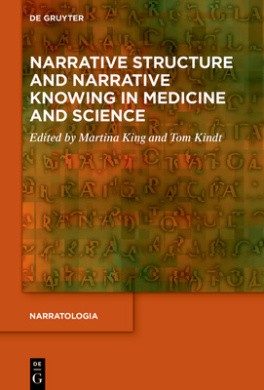 DE GRUYTER
NARRATIVE STRUCTURE
AND NARRATIVE
KNOWING IN MEDICINE
AND SCIENCE
Edited by Martina King and Tom Kindt
NARRATOLOGIA
DE
G